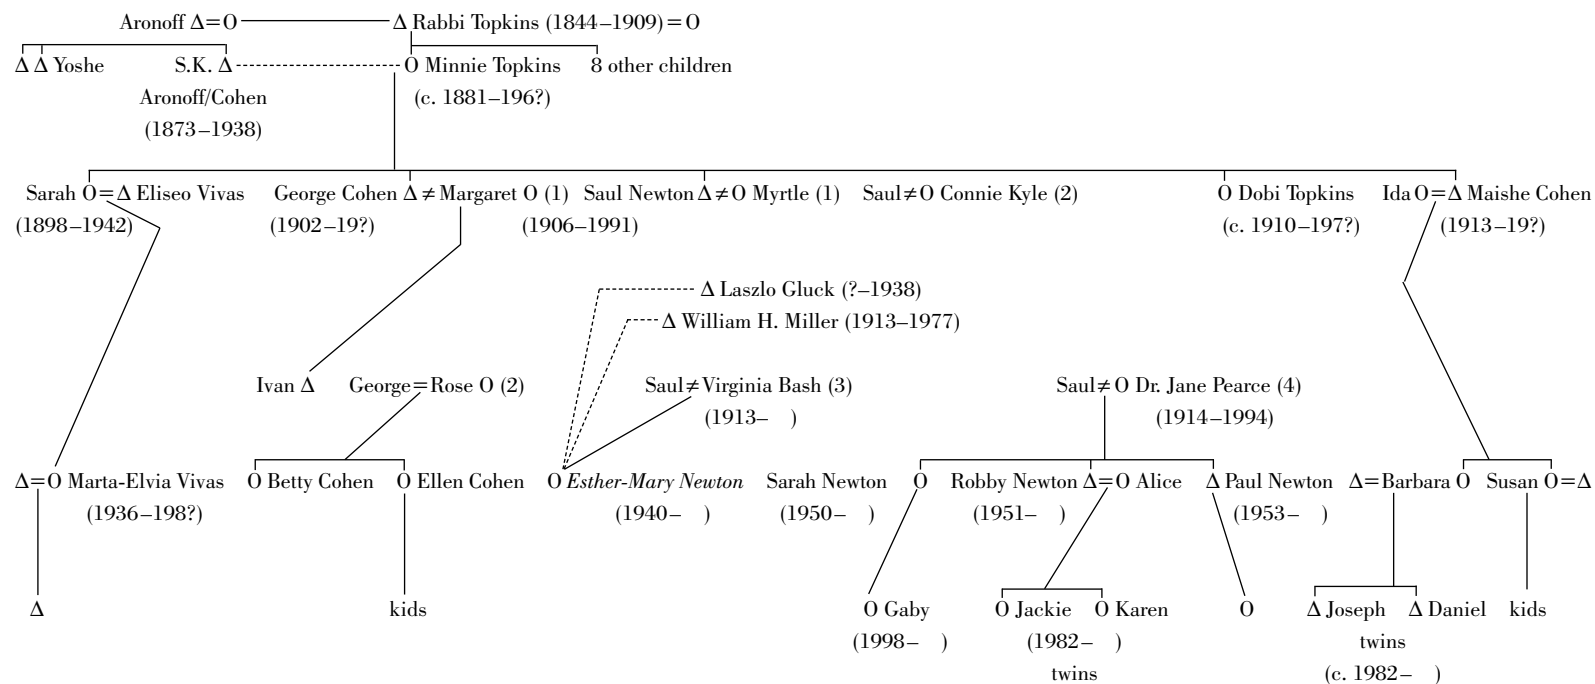 Aronoff Δ=O Δ Rabbi Topkins (1844–1909)=O
Δ Δ Yoshe S.K. Δ O Minnie Topkins 8 other children
Aronoff/Cohen (c. 1881–196?)
(1873–1938)
Sarah O=Δ Eliseo Vivas George Cohen Δ ≠ Margaret O (1) Saul Newton Δ ≠ O Myrtle (1) Saul ≠ O Connie Kyle (2) O Dobi Topkins Ida O=Δ Maishe Cohen
(1898–1942) (1902–19?) (1906–1991) (c. 1910–197?) (1913–19?)
Δ Laszlo Gluck (?–1938)
Δ William H. Miller (1913–1977)
Ivan Δ George=Rose O (2) Saul ≠ Virginia Bash (3) Saul ≠ O Dr. Jane Pearce (4)
(1913– ) (1914–1994)
Δ=O Marta-Elvia Vivas O Betty Cohen O Ellen Cohen O Esther-Mary Newton Sarah Newton O Robby Newton Δ=O Alice Δ Paul Newton Δ=Barbara O Susan O=Δ
(1936–198?) (1940– ) (1950– ) (1951– ) (1953– )
Δ kids O Gaby O Jackie O Karen O Δ Joseph Δ Daniel kids
(1998– ) (1982– ) twins
twins (c. 1982– )